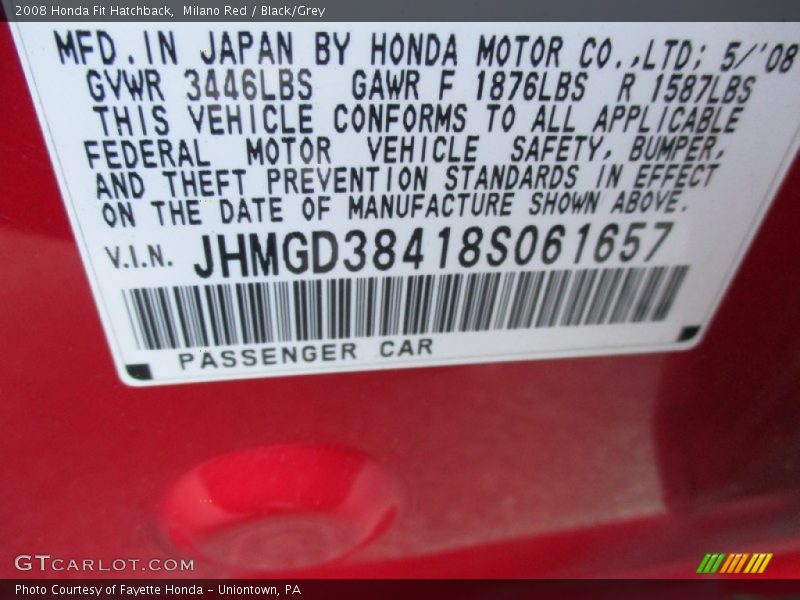 2008 Honda Fit Hatchback,  Milano Red / Black/Grey
MFD.IN JAPAN BY HONDA MOTOR CO.,LTD; 5/'08
GVWR 3446LBS GAWR F 1876LBS R 1587LBS
THIS VEHICLE CONFORMS TO ALL APPLICABLE
FEDERAL MOTOR VEHICLE SAFETY, BUMPER,
AND THEFT PREVENTION STANDARDS IN EFFECT
ON THE DATE OF MANUFACTURE SHOWN ABOVE.
V.I.N. JHMGD38418S061657
PASSENGER CAR
GTCARLOT.COM
Photo Courtesy of Fayette Honda - Uniontown, PA